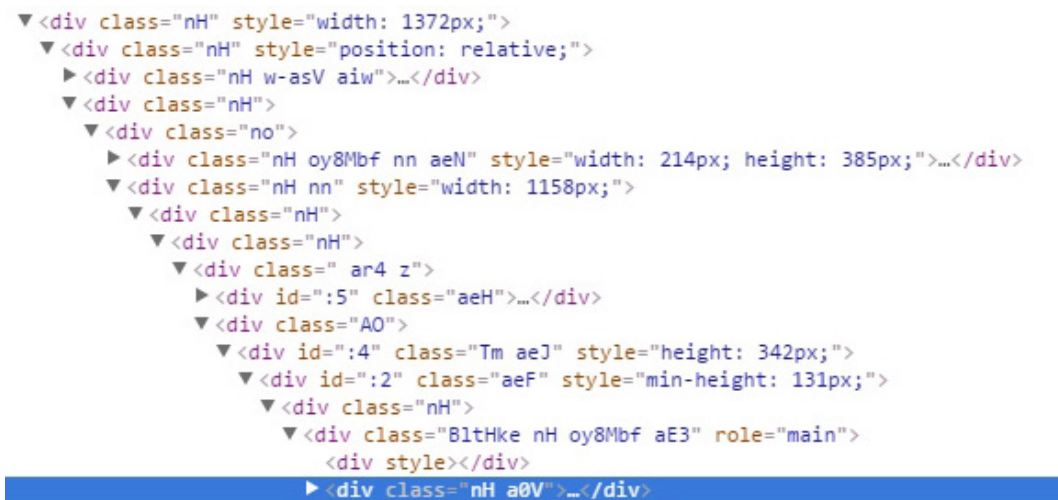 ▼<div class="nH" style="width: 1372px;">
▼<div class="nH" style="position: relative;">
▶<div class="nH w-asV aiw">…</div>
▼<div class="nH">
▼<div class="no">
▶<div class="nH oy8Mbf nn aeN" style="width: 214px; height: 385px;">…</div>
▼<div class="nH nn" style="width: 1158px;">
▼<div class="nH">
▼<div class="nH">
▼<div class=" ar4 z">
▶<div id=":5" class="aeH">…</div>
▼<div class="AO">
▼<div id=":4" class="Tm aeJ" style="height: 342px;">
▼<div id=":2" class="aeF" style="min-height: 131px;">
▼<div class="nH">
▼<div class="BltHke nH oy8Mbf aE3" role="main">
<div style></div>
▶<div class="nH a0V">…</div>